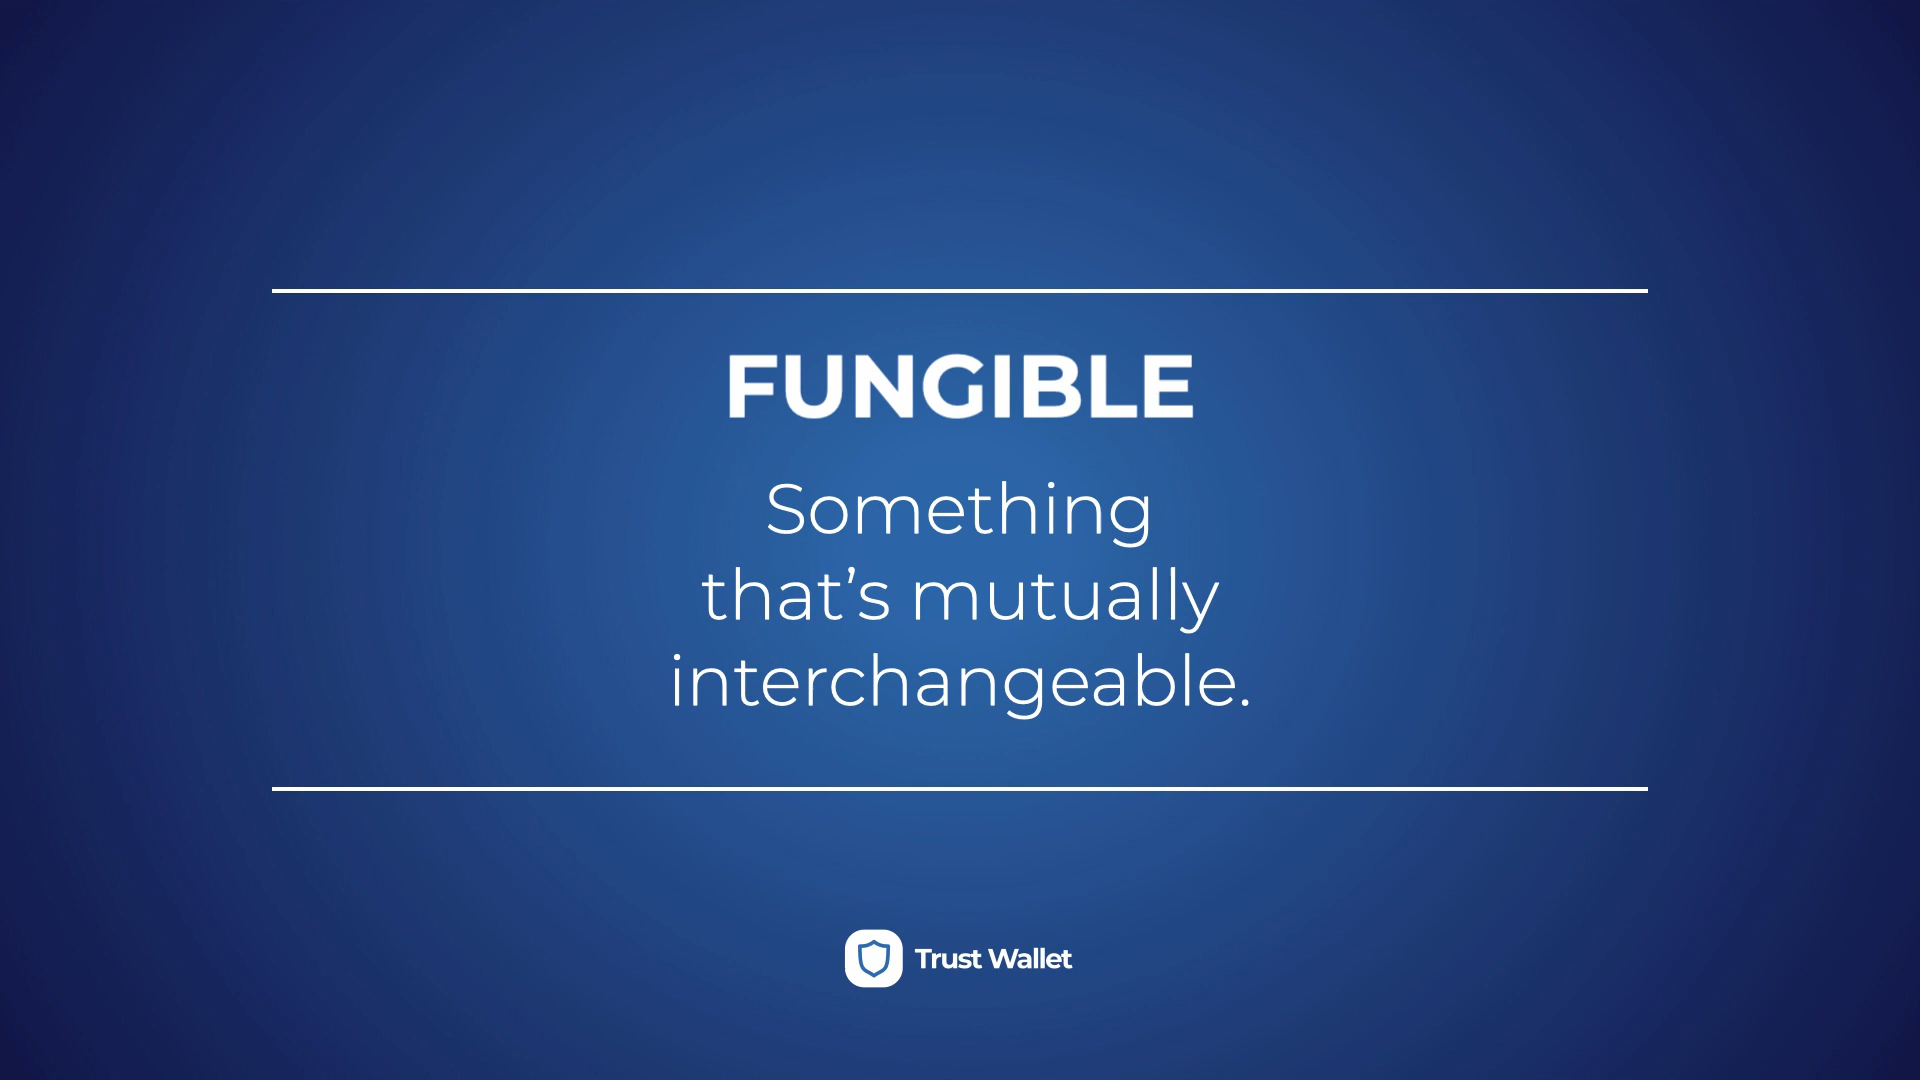 FUNGIBLE
Something
that’s mutually
interchangeable.
Trust Wallet